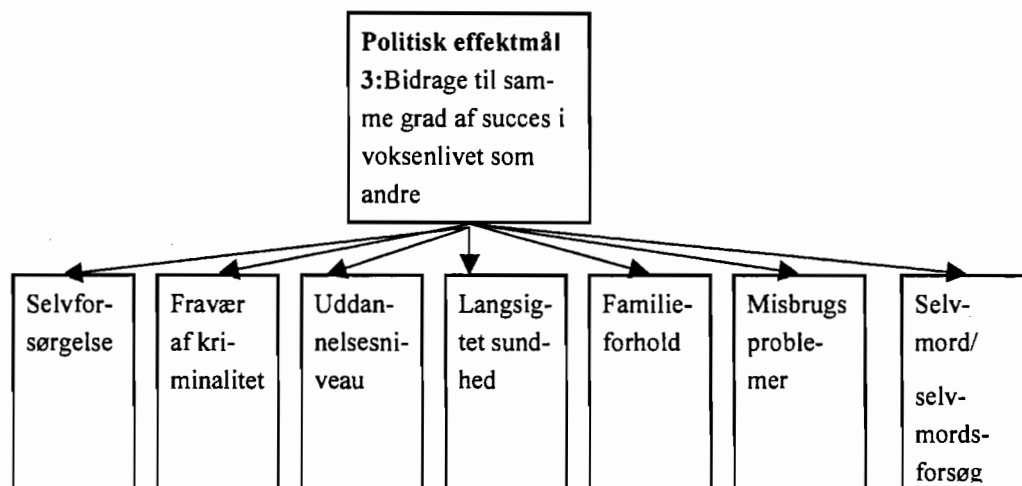 Politisk effektmål
3:Bidrage til sam-
me grad af succes i
voksenlivet som
andre
Selvfor-
sørgelse
Fravær
af kri-
minalitet
Uddan-
nelsesni-
veau
Langsig-
tet sund-
hed
Familie-
forhold
Misbrugs
proble-
mer
Selv-
mord/
selv-
mords-
forsøg